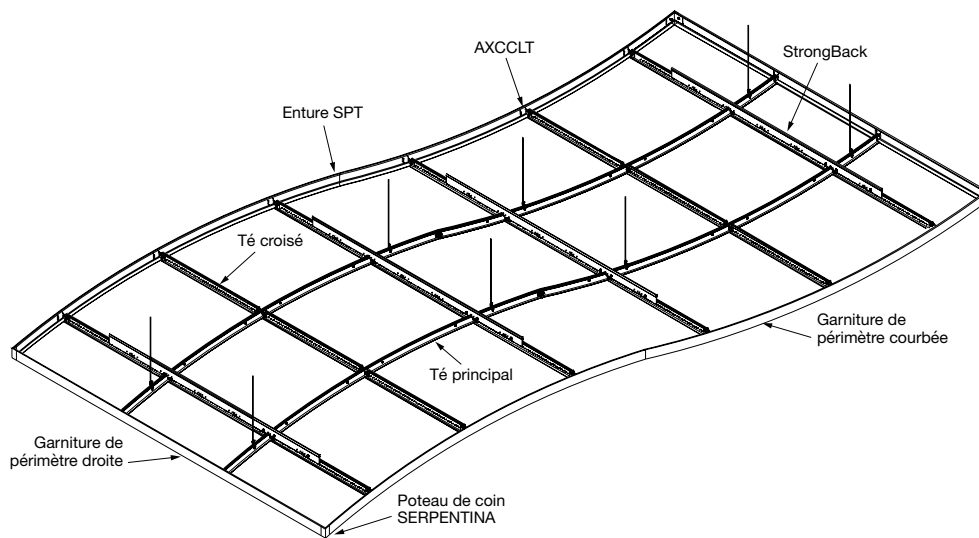 AXCCLT
StrongBack
Enture SPT
Té croisé
Garniture de
périmètre courbée
Té principal
Garniture de
périmètre droite
Poteau de coin
SERPENTINA